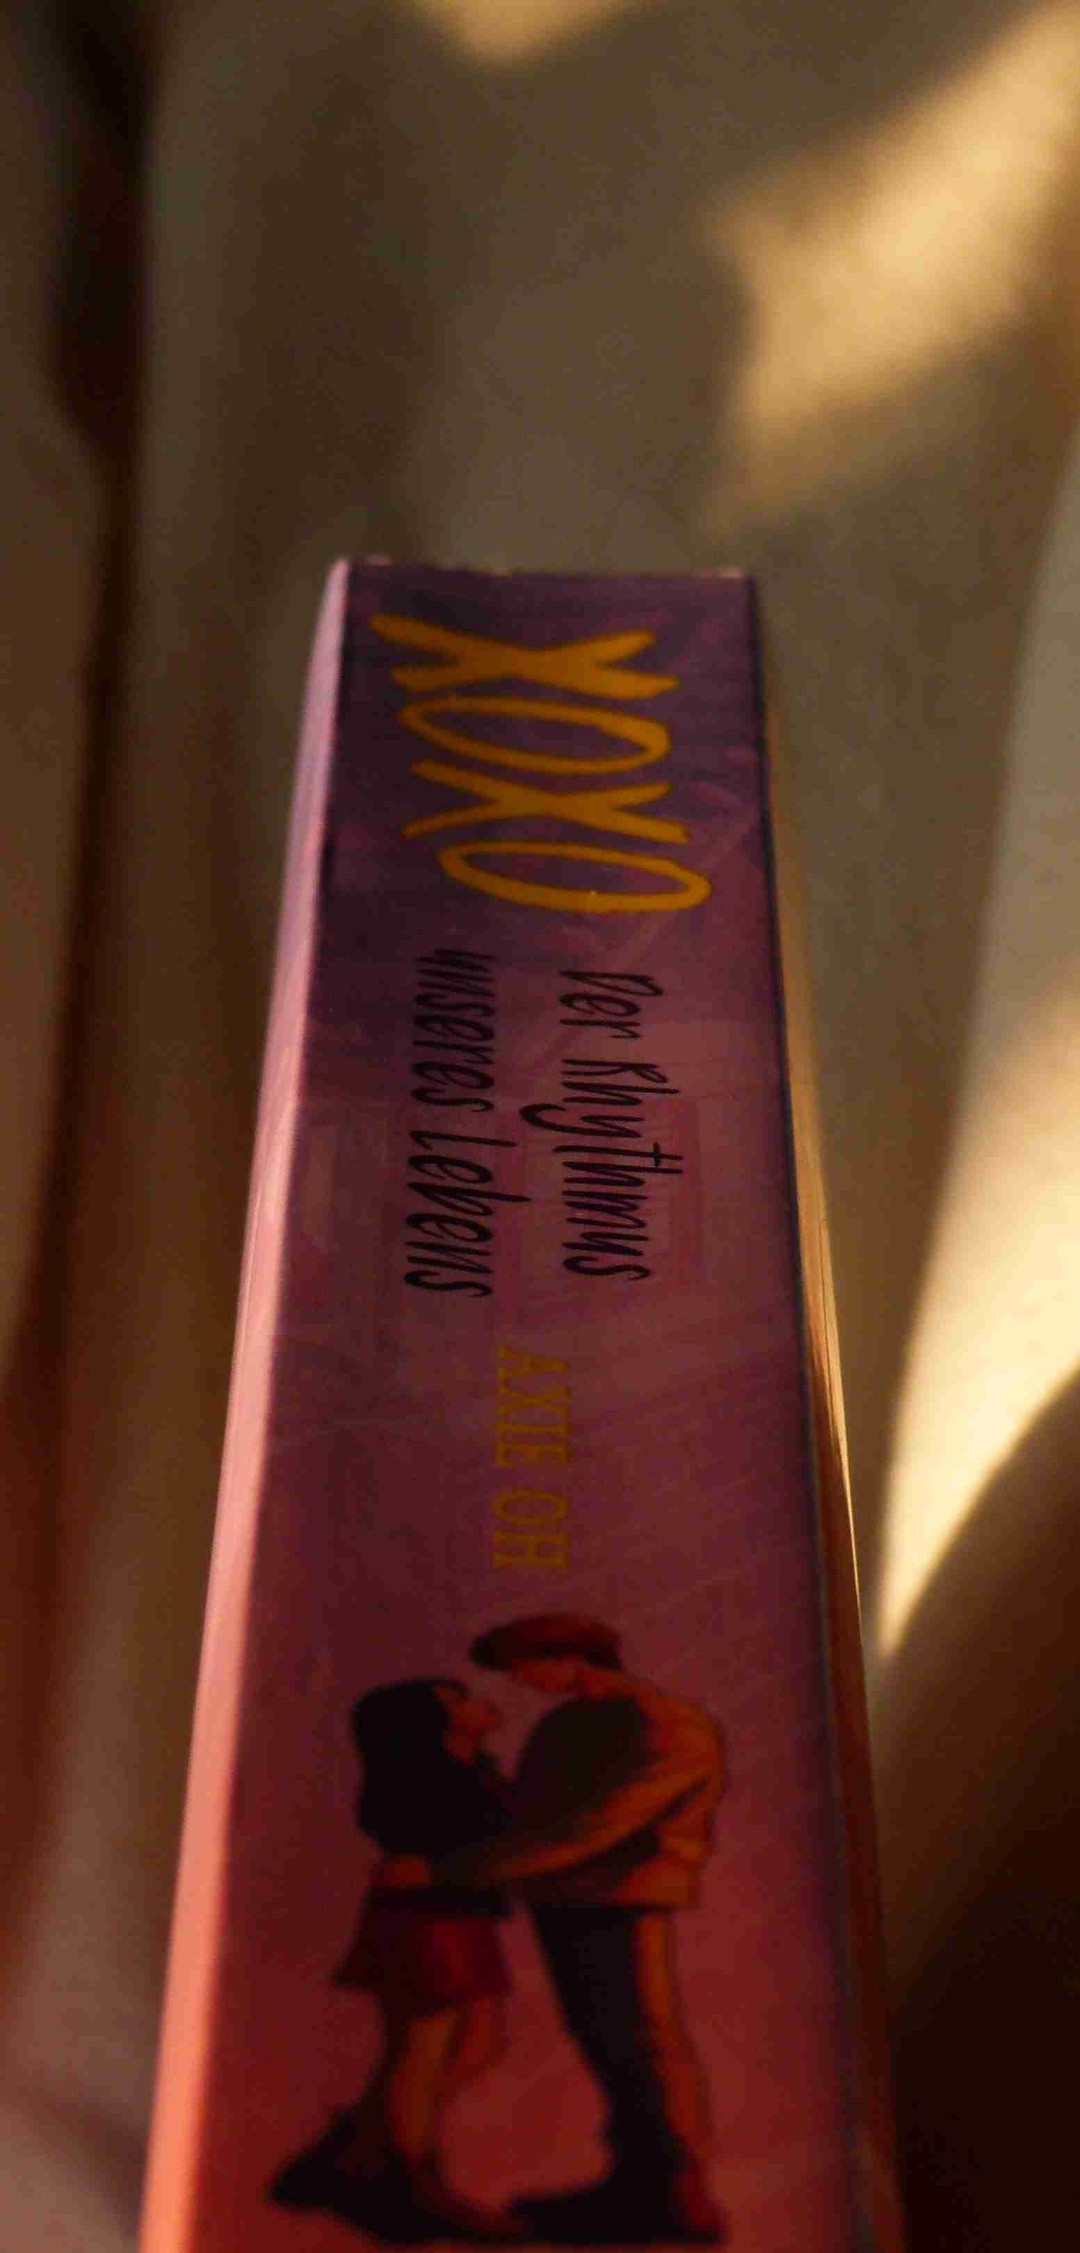 XOXO
Der Rhythmus
unseres Lebens
AXIE OH